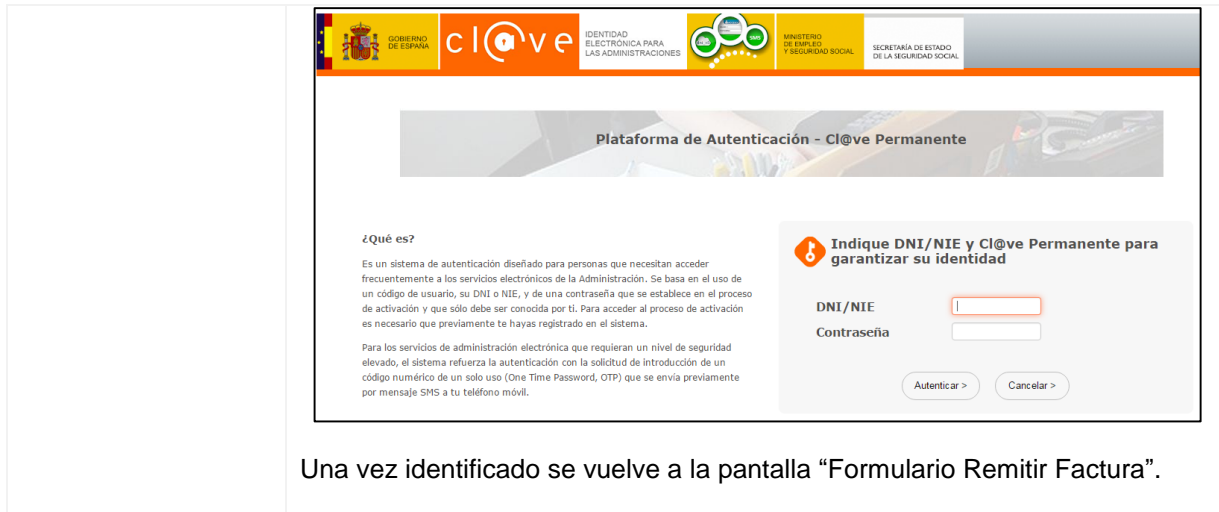 GOBIERNO
DE ESPAÑA
cl@ve
IDENTIDAD
ELECTRÓNICA PARA
LAS ADMINISTRACIONES
SMS
MINISTERIO
DE EMPLEO
Y SEGURIDAD SOCIAL
SECRETARÍA DE ESTADO
DE LA SEGURIDAD SOCIAL
Plataforma de Autenticación - Cl@ve Permanente
¿Qué es?
Es un sistema de autenticación diseñado para personas que necesitan acceder
frecuentemente a los servicios electrónicos de la Administración. Se basa en el uso de
un código de usuario, su DNI o NIE, y de una contraseña que se establece en el proceso
de activación y que sólo debe ser conocida por ti. Para acceder al proceso de activación
es necesario que previamente te hayas registrado en el sistema.
Para los servicios de administración electrónica que requieran un nivel de seguridad
elevado, el sistema refuerza la autenticación con la solicitud de introducción de un
código numérico de un solo uso (One Time Password, OTP) que se envía previamente
por mensaje SMS a tu teléfono móvil.
Indique DNI/NIE y Cl@ve Permanente para
garantizar su identidad
DNI/NIE
Contraseña
Autenticar >
Cancelar >
Una vez identificado se vuelve a la pantalla “Formulario Remitir Factura”.